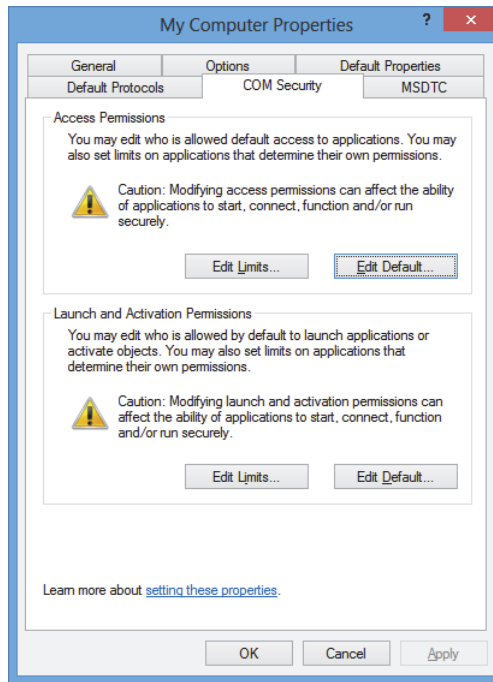 My Computer Properties
?
General Options Default Properties
Default Protocols COM Security MSDTC
Access Permissions
You may edit who is allowed default access to applications. You may
also set limits on applications that determine their own permissions.
Caution: Modifying access permissions can affect the ability
of applications to start, connect, function and/or run
securely.
Edit Limits... Edit Default...
Launch and Activation Permissions
You may edit who is allowed by default to launch applications or
activate objects. You may also set limits on applications that
determine their own permissions.
Caution: Modifying launch and activation permissions can
affect the ability of applications to start, connect, function
and/or run securely.
Edit Limits... Edit Default...
Learn more about setting these properties.
OK Cancel Apply